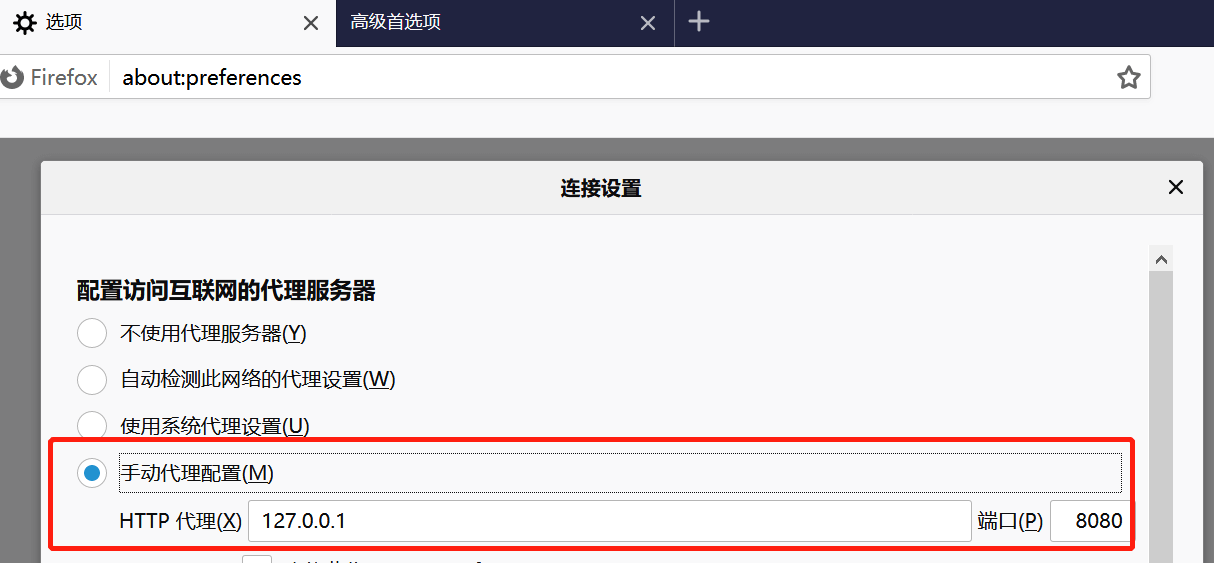 选项
高级首选项
Firefox
about:preferences
连接设置
配置访问互联网的代理服务器
不使用代理服务器(Y)
自动检测此网络的代理设置(W)
使用系统代理设置(U)
手动代理配置(M)
HTTP 代理(X) 127.0.0.1 端口(P) 8080